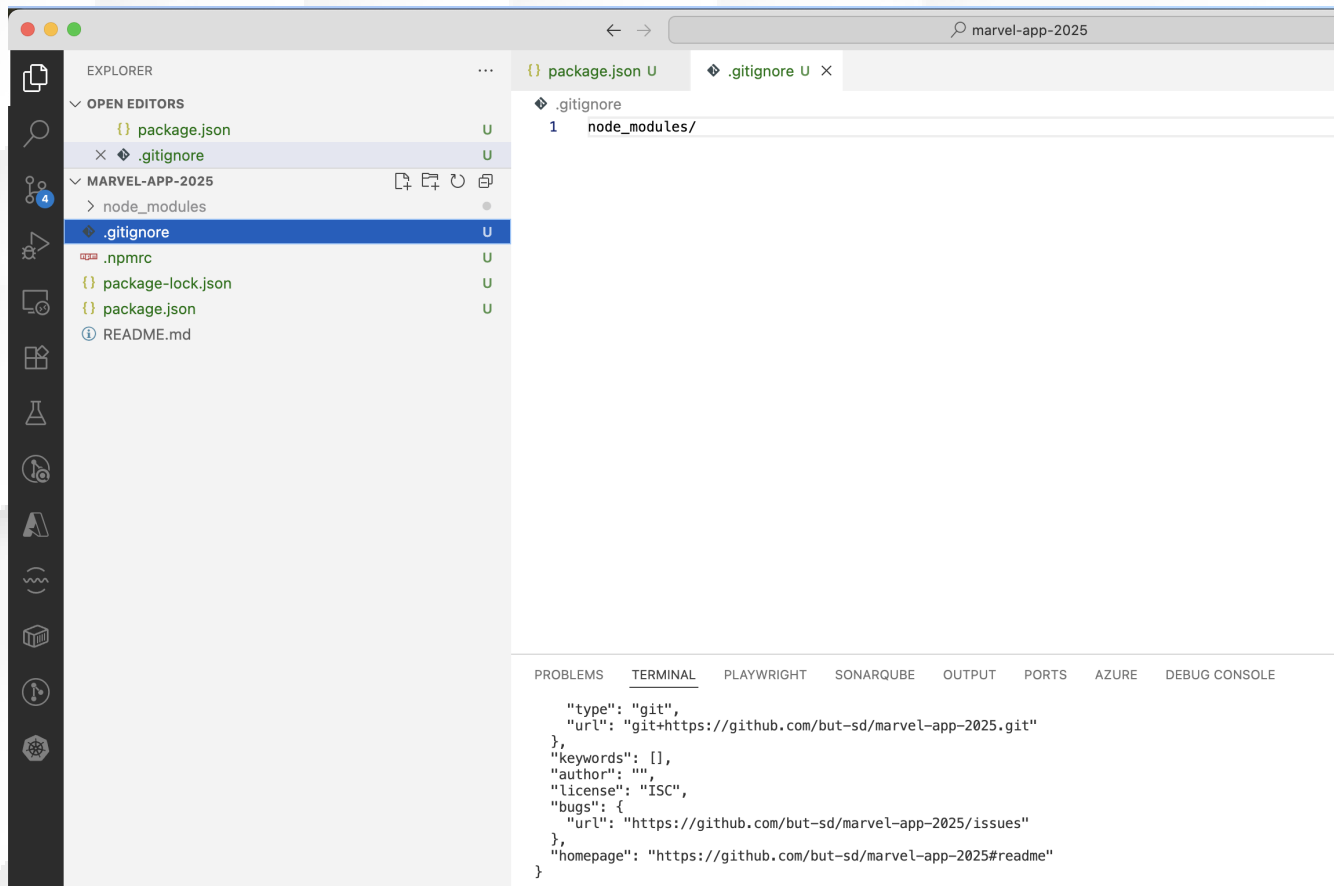 marvel-app-2025
EXPLORER
OPEN EDITORS
{} package.json U
.gitignore U
MARVEL-APP-2025
node_modules
.gitignore U
npm .npmrc U
{} package-lock.json U
{} package.json U
README.md
4
{} package.json U
.gitignore U
.gitignore
1 node_modules/
PROBLEMS TERMINAL PLAYWRIGHT SONARQUBE OUTPUT PORTS AZURE DEBUG CONSOLE
"type": "git",
"url": "git+https://github.com/but-sd/marvel-app-2025.git"
},
"keywords": [],
"author": "",
"license": "ISC",
"bugs": {
"url": "https://github.com/but-sd/marvel-app-2025/issues"
},
"homepage": "https://github.com/but-sd/marvel-app-2025#readme"
}